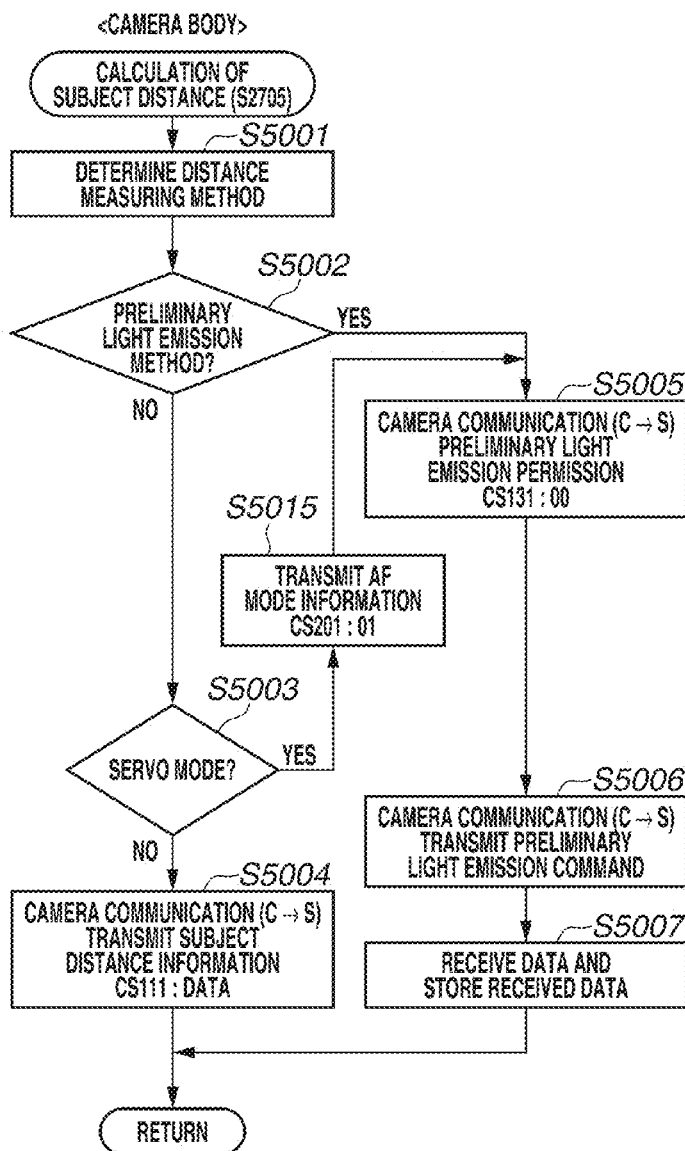 <CAMERA BODY>
CALCULATION OF
SUBJECT DISTANCE (S2705)
S5001
DETERMINE DISTANCE
MEASURING METHOD
S5002
PRELIMINARY
LIGHT EMISSION
METHOD?
YES
NO
S5005
CAMERA COMMUNICATION (C → S)
PRELIMINARY LIGHT
EMISSION PERMISSION
CS131 : 00
S5015
TRANSMIT AF
MODE INFORMATION
CS201 : 01
S5003
SERVO MODE?
YES
NO
S5006
CAMERA COMMUNICATION (C → S)
TRANSMIT PRELIMINARY
LIGHT EMISSION COMMAND
S5004
CAMERA COMMUNICATION (C → S)
TRANSMIT SUBJECT
DISTANCE INFORMATION
CS111 : DATA
S5007
RECEIVE DATA AND
STORE RECEIVED DATA
RETURN